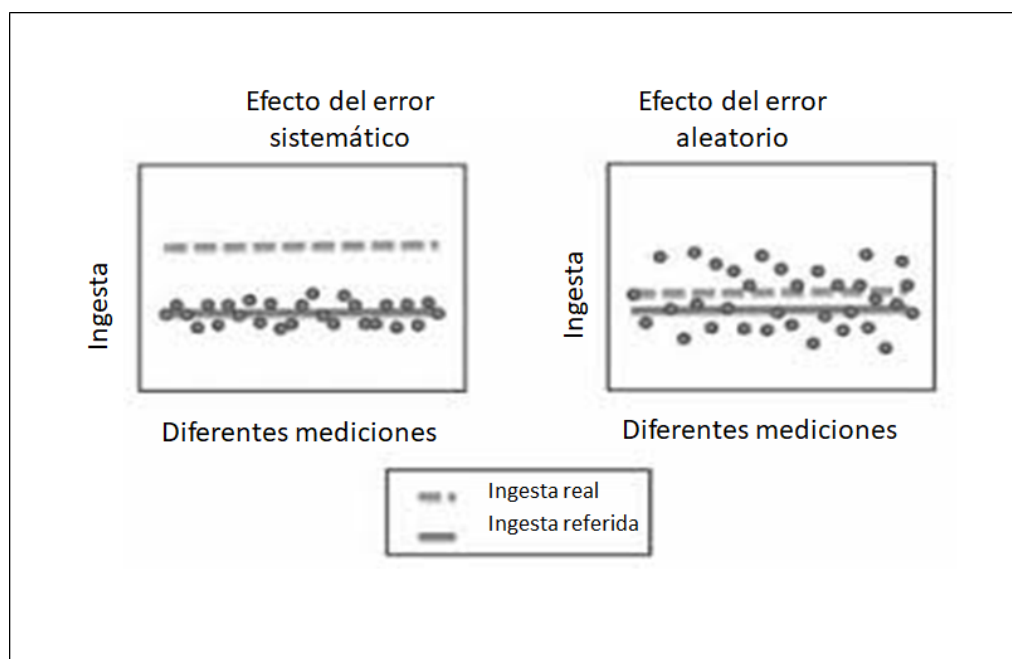 Efecto del error
sistemático
Efecto del error
aleatorio
Ingesta
Ingesta
Diferentes mediciones
Diferentes mediciones
Ingesta real
Ingesta referida